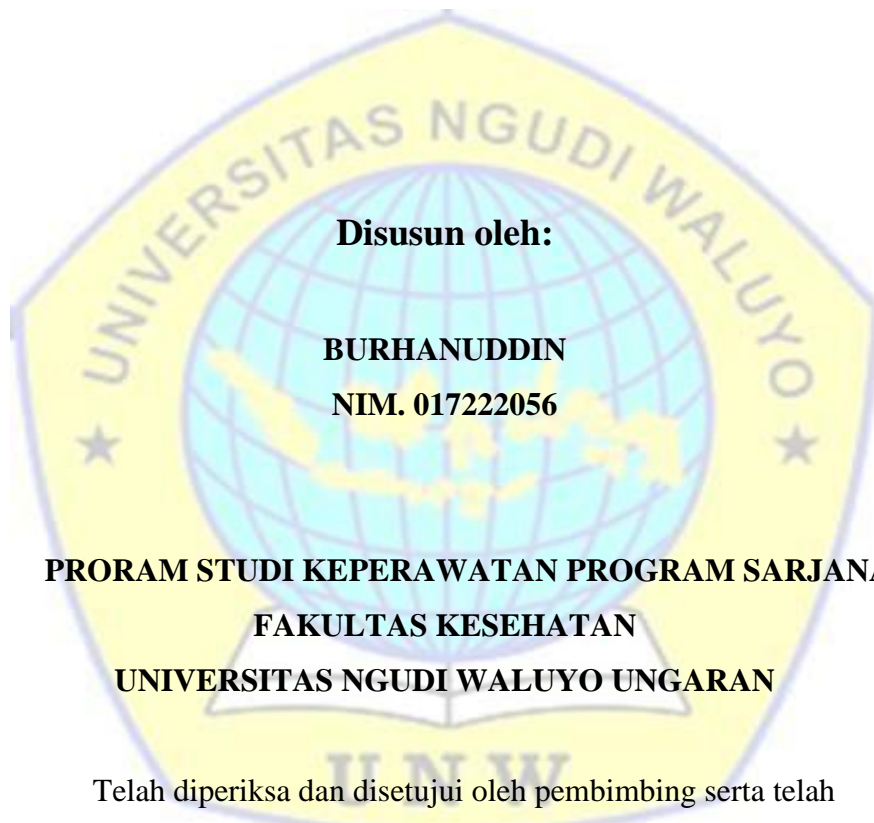 UNIVERSITAS NGUDI WALUYO
Disusun oleh:
BURHANUDDIN
NIM. 017222056
PRORAM STUDI KEPERAWATAN PROGRAM SARJANA
FAKULTAS KESEHATAN
UNIVERSITAS NGUDI WALUYO UNGARAN
UNW
Telah diperiksa dan disetujui oleh pembimbing serta telah